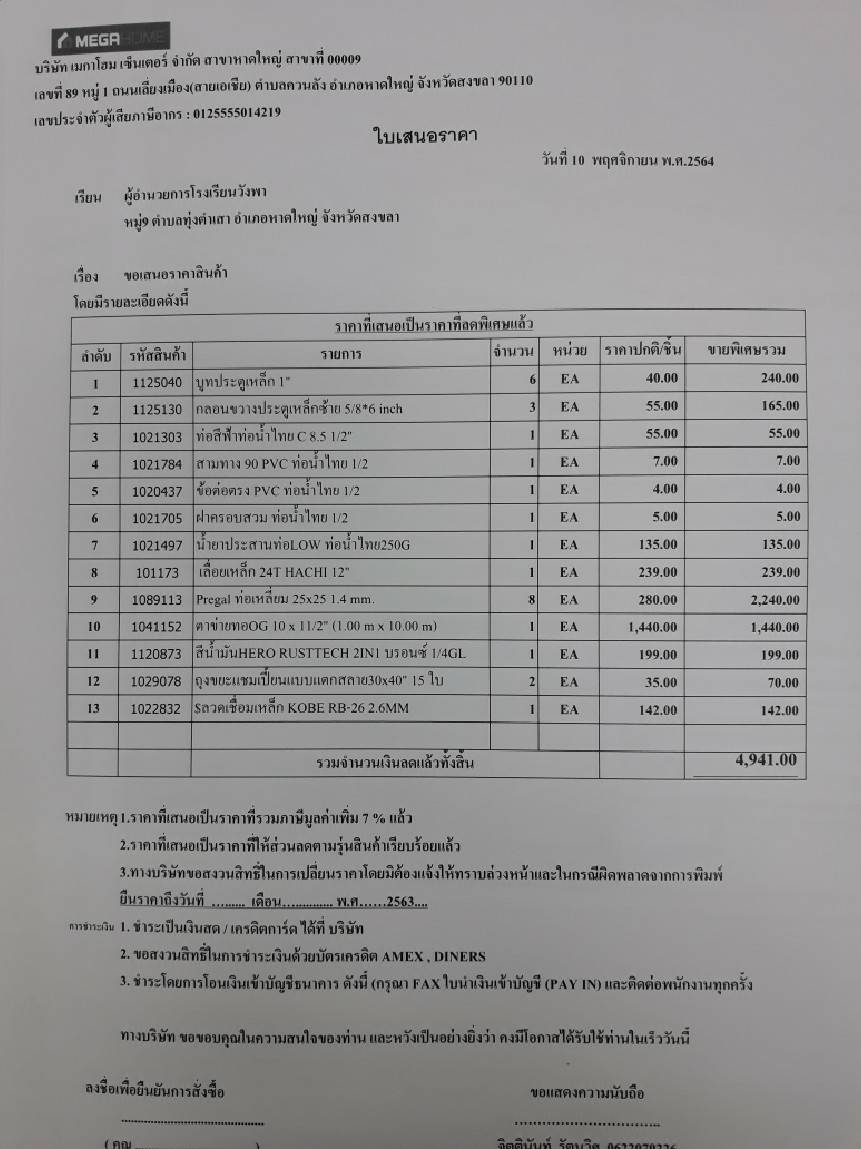 MEGA HOME
บริษัท เมกาโฮม เซ็นเตอร์ จำกัด สาขาหาดใหญ่ สาขาที่ 00009
เลขที่ 89 หมู่ 1 ถนนเลี่ยงเมือง(สายเอเชีย) ตำบลควนลัง อำเภอหาดใหญ่ จังหวัดสงขลา 90110
เลขประจำตัวผู้เสียภาษีอากร : 0125555014219
ใบเสนอราคา
วันที่ 10 พฤศจิกายน พ.ศ.2564
เรียน ผู้อำนวยการโรงเรียนวังพา
หมู่9 ตำบลทุ่งตำเสา อำเภอหาดใหญ่ จังหวัดสงขลา
เรื่อง ขอเสนอราคาสินค้า
โดยมีรายละเอียดดังนี้
ราคาที่เสนอเป็นราคาที่ลดพิเศษแล้ว
ลำดับ รหัสสินค้า รายการ จำนวน หน่วย ราคาปกติ/ชิ้น ขายพิเศษรวม
1 1125040 บูทประตูเหล็ก 1" 6 EA 40.00 240.00
2 1125130 กลอนขวางประตูเหล็กซ้าย 5/8*6 inch 3 EA 55.00 165.00
3 1021303 ท่อสีฟ้าท่อน้ำไทย C 8.5 1/2" 1 EA 55.00 55.00
4 1021784 สามทาง 90 PVC ท่อน้ำไทย 1/2 1 EA 7.00 7.00
5 1020437 ข้อต่อตรง PVC ท่อน้ำไทย 1/2 1 EA 4.00 4.00
6 1021705 ฝาครอบสวม ท่อน้ำไทย 1/2 1 EA 5.00 5.00
7 1021497 น้ำยาประสานท่อLOW ท่อน้ำไทย250G 1 EA 135.00 135.00
8 101173 เลื่อยเหล็ก 24T HACHI 12" 1 EA 239.00 239.00
9 1089113 Pregal ท่อเหลี่ยม 25x25 1.4 mm. 8 EA 280.00 2,240.00
10 1041152 ตาข่ายทอOG 10 x 11/2" (1.00 m x 10.00 m) 1 EA 1,440.00 1,440.00
11 1120873 สีน้ำมันHERO RUSTTECH 2IN1 บรอนซ์ 1/4GL 1 EA 199.00 199.00
12 1029078 ถุงขยะแชมเปี้ยนแบบแตกสลาย30x40" 15 ใบ 2 EA 35.00 70.00
13 1022832 $ลวดเชื่อมเหล็ก KOBE RB-26 2.6MM 1 EA 142.00 142.00
รวมจำนวนเงินลดแล้วทั้งสิ้น 4,941.00
หมายเหตุ1.ราคาที่เสนอเป็นราคาที่รวมภาษีมูลค่าเพิ่ม 7 % แล้ว
2.ราคาที่เสนอเป็นราคาที่ให้ส่วนลดตามรุ่นสินค้าเรียบร้อยแล้ว
3.ทางบริษัทขอสงวนสิทธิ์ในการเปลี่ยนราคาโดยมิต้องแจ้งให้ทราบล่วงหน้าและในกรณีผิดพลาดจากการพิมพ์
ยืนราคาถึงวันที่ ......... เดือน.............. พ.ศ......2563....
การชำระเงิน 1. ชำระเป็นเงินสด / เครดิตการ์ด ได้ที่ บริษัท
2. ขอสงวนสิทธิ์ในการชำระเงินด้วยบัตรเครดิต AMEX , DINERS
3. ชำระโดยการโอนเงินเข้าบัญชีธนาคาร ดังนี้ (กรุณา FAX ใบนำเงินเข้าบัญชี (PAY IN) และติดต่อพนักงานทุกครั้ง
ทางบริษัท ขอขอบคุณในความสนใจของท่าน และหวังเป็นอย่างยิ่งว่า คงมีโอกาสได้รับใช้ท่านในเร็ววันนี้
ลงชื่อเพื่อยืนยันการสั่งซื้อ ขอแสดงความนับถือ
( คุณ )
จิตตินันท์